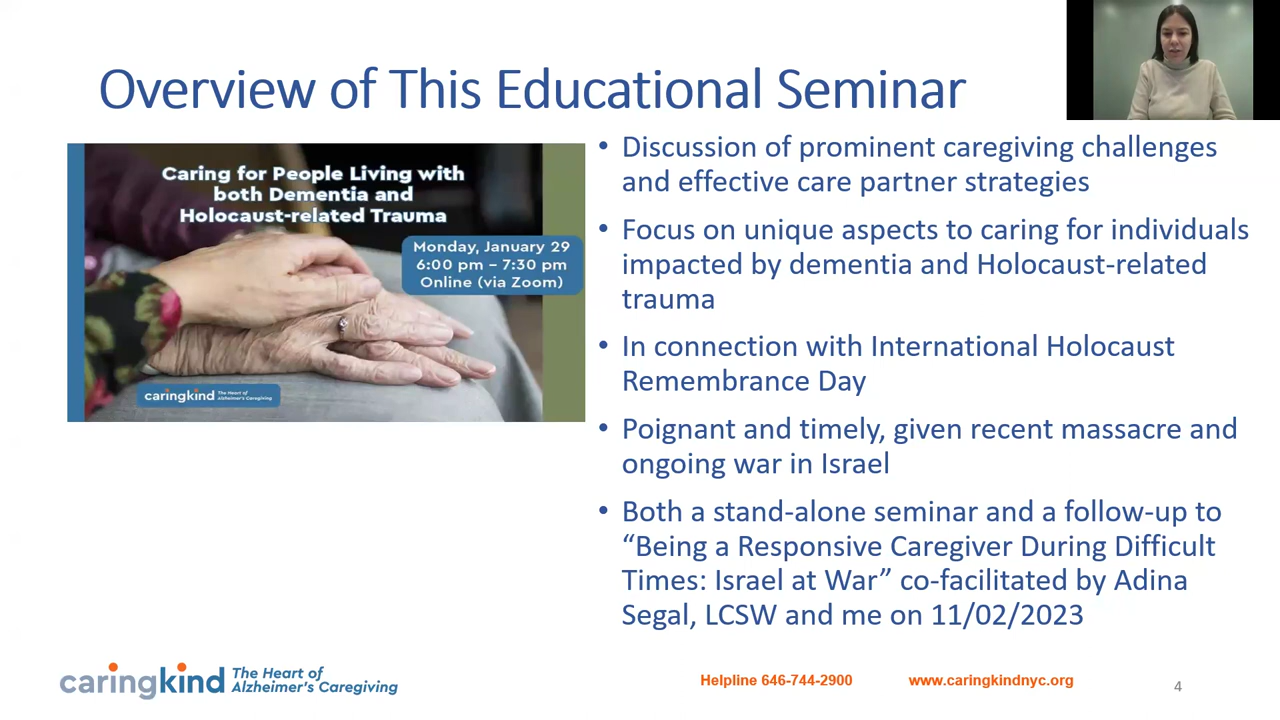 Overview of This Educational Seminar
Caring for People Living with
both Dementia and
Holocaust-related Trauma
Monday, January 29
6:00 pm – 7:30 pm
Online (via Zoom)
caringkind The Heart of
Alzheimer's Caregiving
• Discussion of prominent caregiving challenges
and effective care partner strategies
• Focus on unique aspects to caring for individuals
impacted by dementia and Holocaust-related
trauma
• In connection with International Holocaust
Remembrance Day
• Poignant and timely, given recent massacre and
ongoing war in Israel
• Both a stand-alone seminar and a follow-up to
“Being a Responsive Caregiver During Difficult
Times: Israel at War” co-facilitated by Adina
Segal, LCSW and me on 11/02/2023
caringkind The Heart of
Alzheimer's Caregiving
Helpline 646-744-2900 www.caringkindnyc.org
4